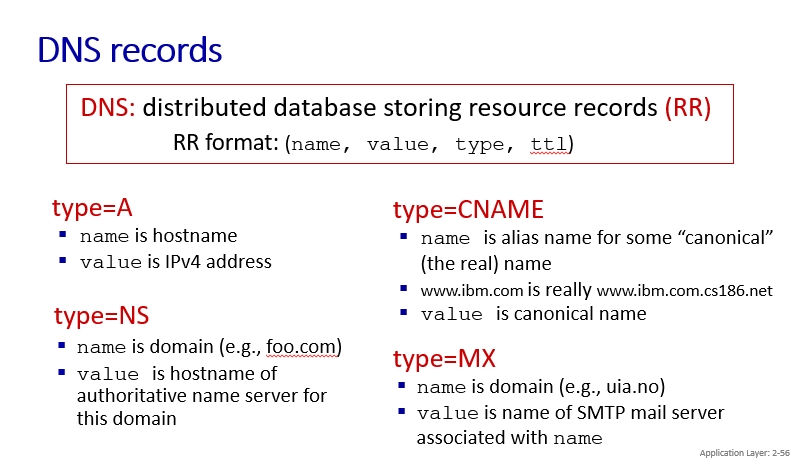 DNS records
DNS: distributed database storing resource records (RR)
RR format: (name, value, type, ttl)
type=A
▪ name is hostname
▪ value is IPv4 address
type=NS
▪ name is domain (e.g., foo.com)
▪ value is hostname of
authoritative name server for
this domain
type=CNAME
▪ name is alias name for some “canonical”
(the real) name
▪ www.ibm.com is really www.ibm.com.cs186.net
▪ value is canonical name
type=MX
▪ name is domain (e.g., uia.no)
▪ value is name of SMTP mail server
associated with name
Application Layer: 2-56